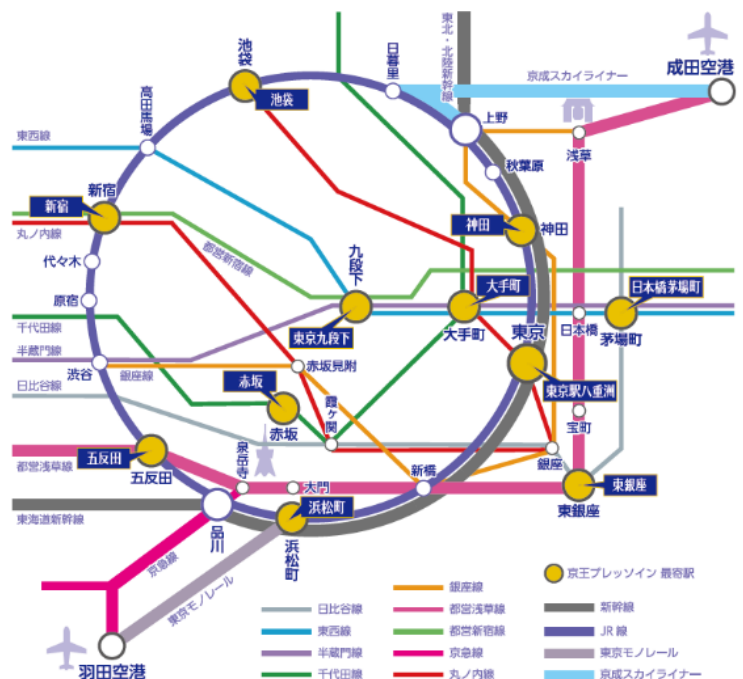 池袋
池袋
日暮里
東北・北陸新幹線
京成スカイライナー
成田空港
高田馬場
上野
浅草
東西線
秋葉原
新宿
新宿
神田
神田
丸ノ内線
都営新宿線
代々木
九段下
大手町
日本橋茅場町
原宿
東京九段下
大手町
東京
日本橋
茅場町
千代田線
半蔵門線
渋谷
銀座線
赤坂見附
東京駅八重洲
日比谷線
赤坂
赤坂
霞ヶ関
宝町
五反田
五反田
泉岳寺
新橋
銀座
都営浅草線
大門
東銀座
東銀座
東海道新幹線
品川
浜松町
浜松町
京急線
東京モノレール
羽田空港
京王プレッソイン 最寄駅
銀座線
日比谷線
都営浅草線
新幹線
東西線
都営新宿線
JR 線
半蔵門線
京急線
東京モノレール
千代田線
丸ノ内線
京成スカイライナー